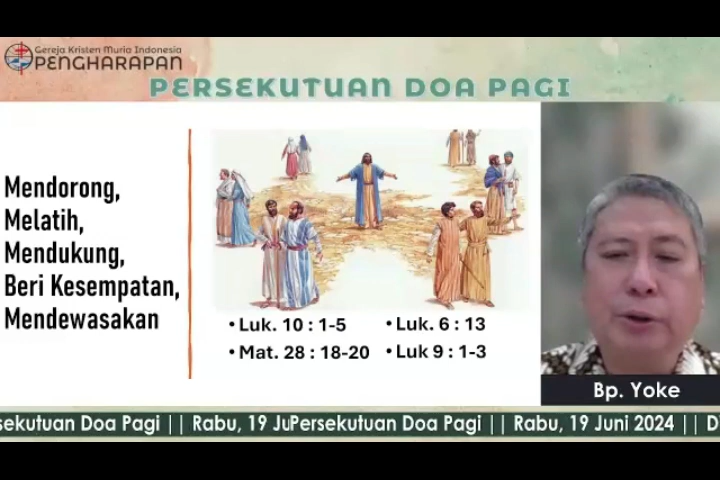 Gereja Kristen Muria Indonesia
PENGHARAPAN
PERSEKUTUAN DOA PAGI
Mendorong,
Melatih,
Mendukung,
Beri Kesempatan,
Mendewasakan
• Luk. 10 : 1-5
• Luk. 6 : 13
• Mat. 28 : 18-20
• Luk 9 : 1-3
Bp. Yoke
sekutuan Doa Pagi || Rabu, 19 JuPersekutuan Doa Pagi || Rabu, 19 Juni 2024 || D